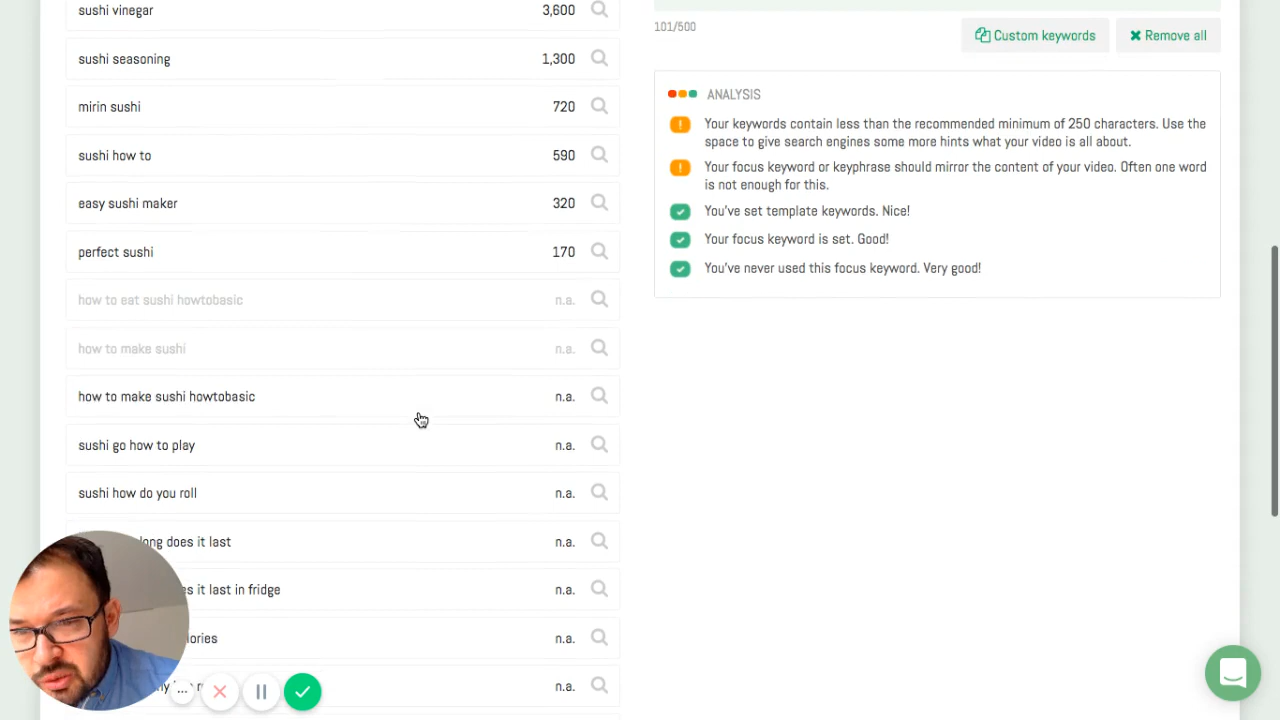 sushi vinegar 3,600
sushi seasoning 1,300
mirin sushi 720
sushi how to 590
easy sushi maker 320
perfect sushi 170
how to eat sushi howtobasic n.a.
how to make sushi n.a.
how to make sushi howtobasic n.a.
sushi go how to play n.a.
sushi how do you roll n.a.
long does it last n.a.
it last in fridge n.a.
n.a.
n.a.
101/500
Custom keywords
Remove all
ANALYSIS
! Your keywords contain less than the recommended minimum of 250 characters. Use the
space to give search engines some more hints what your video is all about.
! Your focus keyword or keyphrase should mirror the content of your video. Often one word
is not enough for this.
You've set template keywords. Nice!
Your focus keyword is set. Good!
You've never used this focus keyword. Very good!